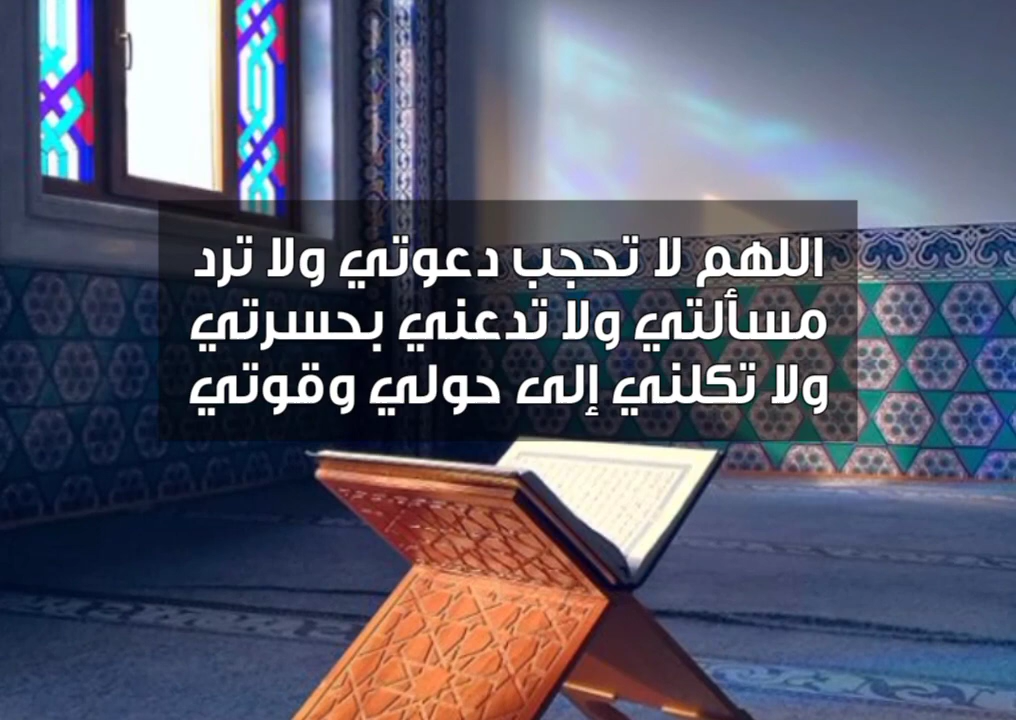 اللهم لا تحجب دعوتي ولا ترد
مسألتي ولا تدعني بحسرتي
ولا تكلني إلى حولي وقوتي